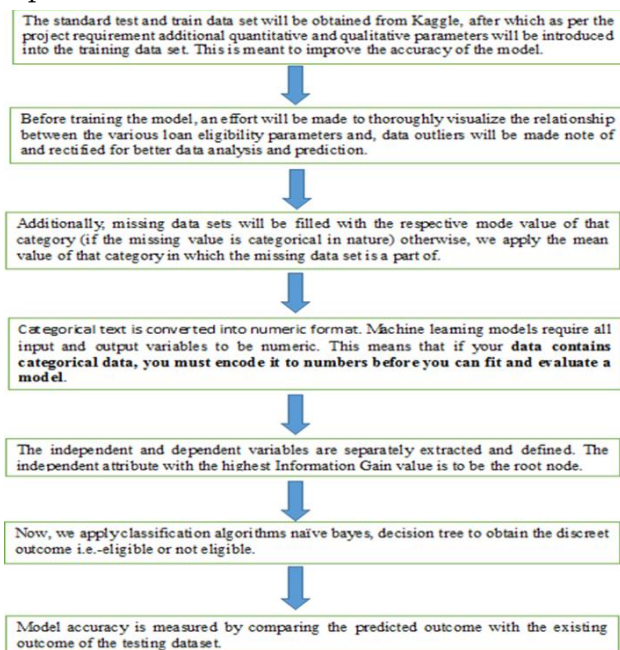 The standard test and train data set will be obtained from Kaggle, after which as per the
project requirement additional quantitative and qualitative parameters will be introduced
into the training data set. This is meant to improve the accuracy of the model.
Before training the model, an effort will be made to thoroughly visualize the relationship
between the various loan eligibility parameters and, data outliers will be made note of
and rectified for better data analysis and prediction.
Additionally, missing data sets will be filled with the respective mode value of that
category (if the missing value is categorical in nature) otherwise, we apply the mean
value of that category in which the missing data set is a part of.
Categorical text is converted into numeric format. Machine learning models require all
input and output variables to be numeric. This means that if your data contains
categorical data, you must encode it to numbers before you can fit and evaluate a
model.
The independent and dependent variables are separately extracted and defined. The
independent attribute with the highest Information Gain value is to be the root node.
Now, we apply classification algorithms naïve bayes, decision tree to obtain the discreet
outcome i.e.-eligible or not eligible.
Model accuracy is measured by comparing the predicted outcome with the existing
outcome of the testing dataset.